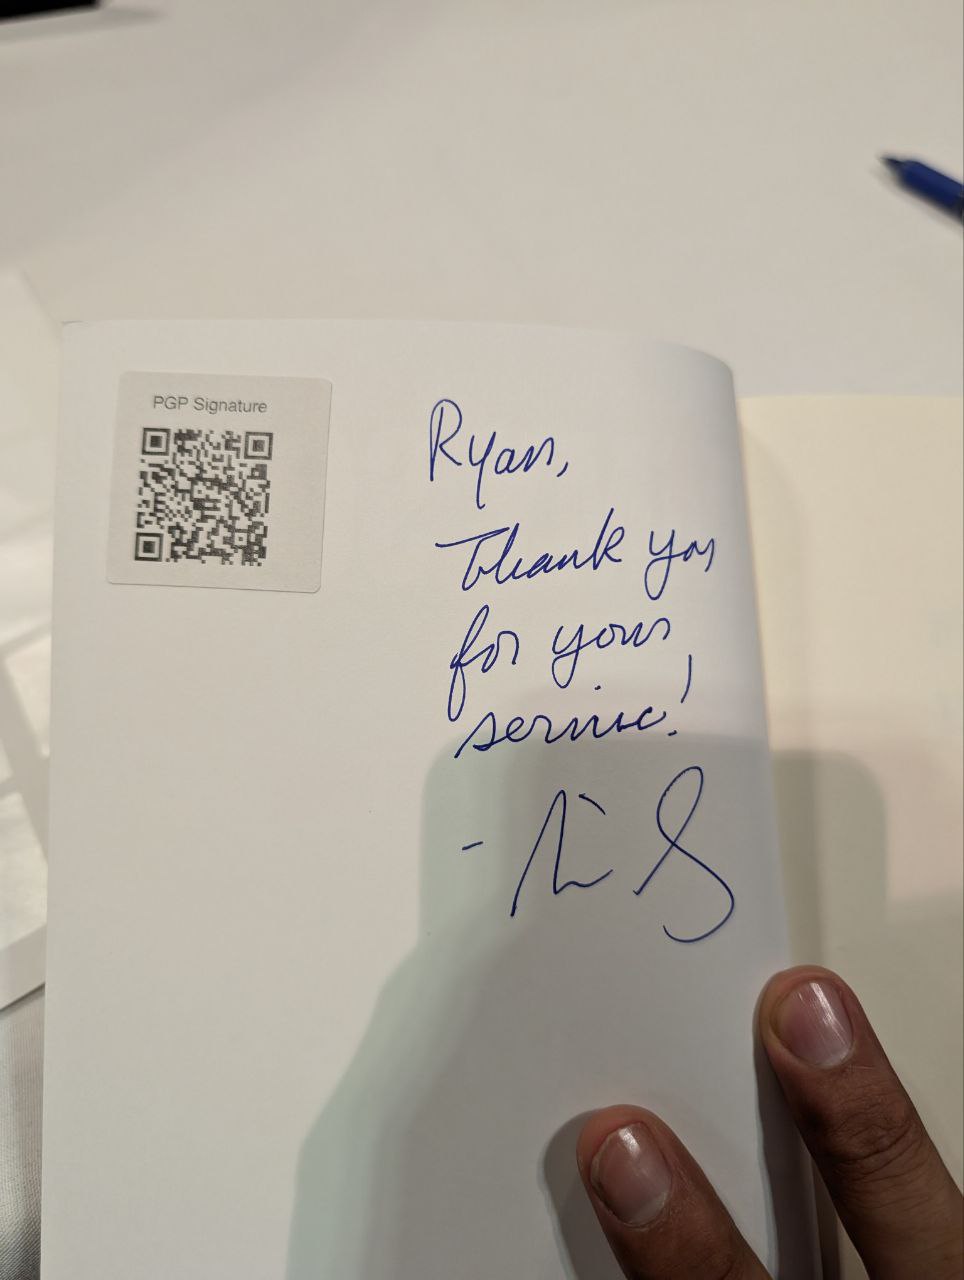 PGP Signature
Ryan,
Thank you
for your
service!
-